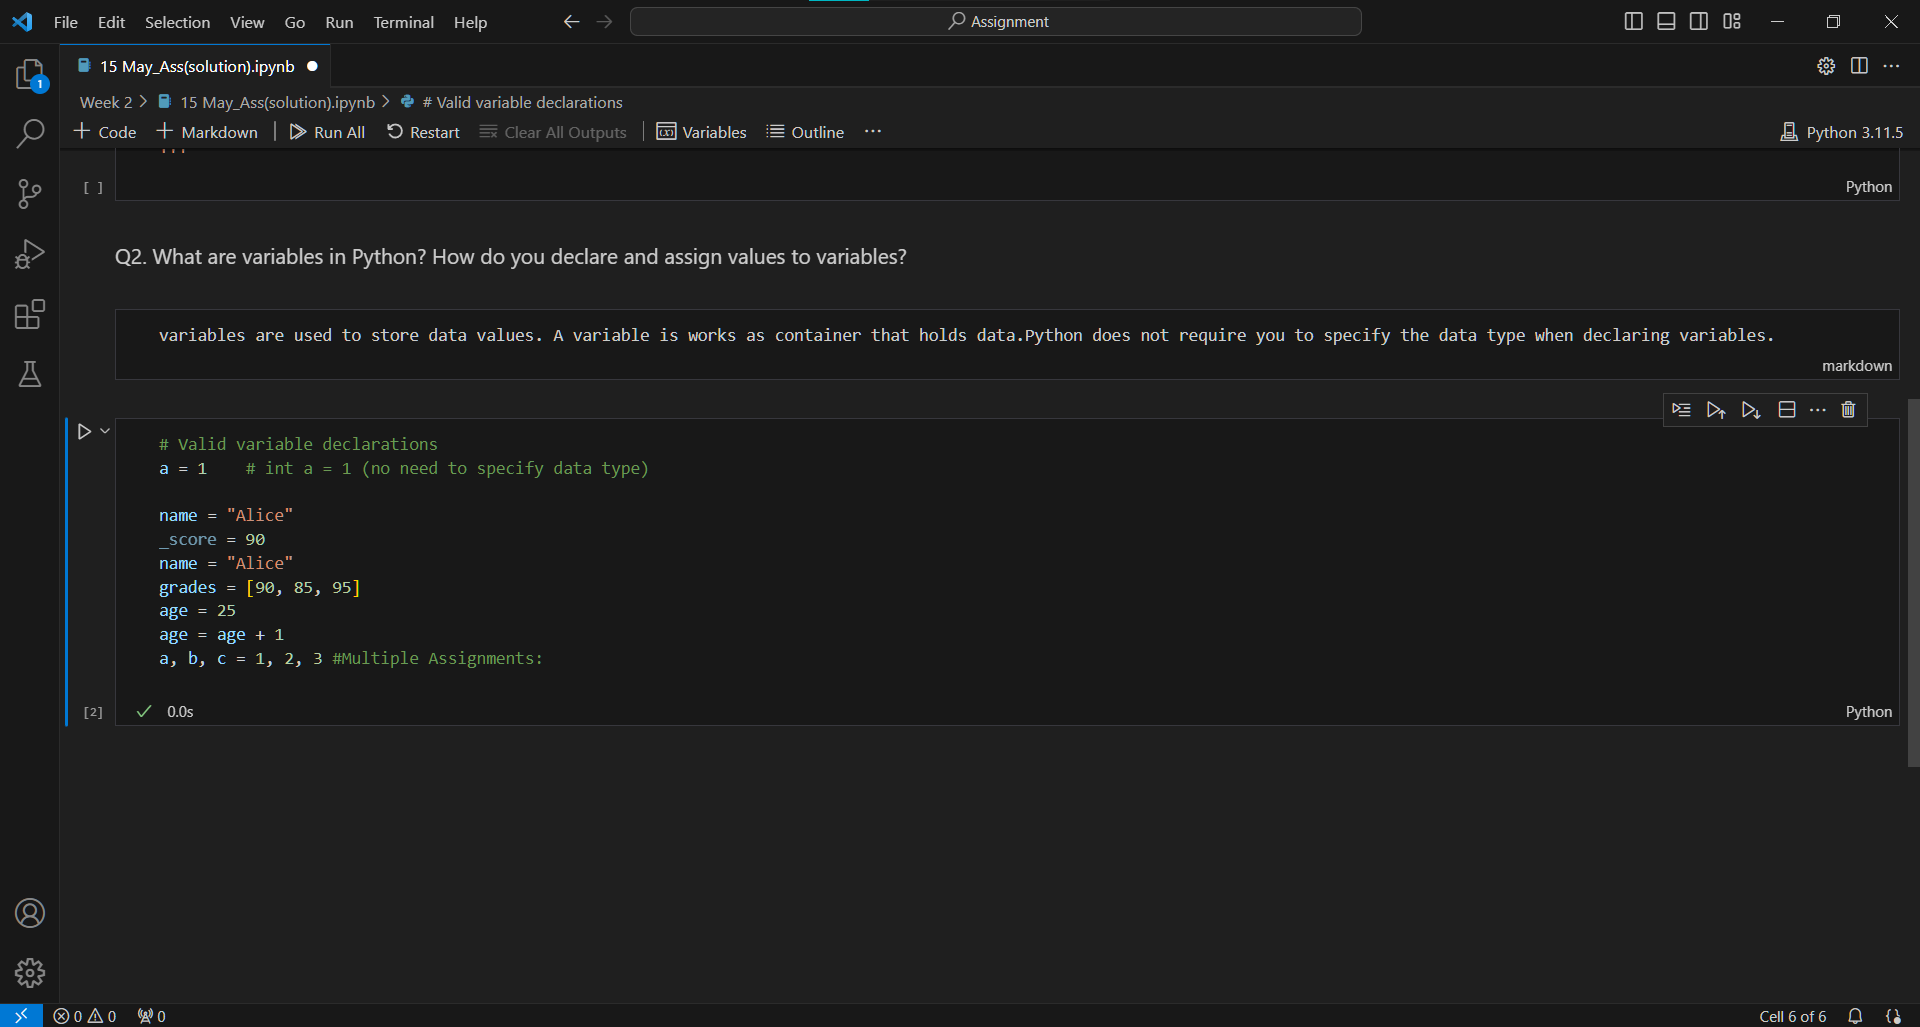 File Edit Selection View Go Run Terminal Help
Assignment
15 May_Ass(solution).ipynb
1
Week 2 > 15 May_Ass(solution).ipynb > # Valid variable declarations
+ Code + Markdown | Run All Restart Clear All Outputs | Variables Outline ...
Python 3.11.5
'''
[ ]
Python
Q2. What are variables in Python? How do you declare and assign values to variables?
variables are used to store data values. A variable is works as container that holds data.Python does not require you to specify the data type when declaring variables.
markdown
# Valid variable declarations
a = 1    # int a = 1 (no need to specify data type)
name = "Alice"
_score = 90
name = "Alice"
grades = [90, 85, 95]
age = 25
age = age + 1
a, b, c = 1, 2, 3 #Multiple Assignments:
[2]
0.0s
Python
0 0 0
Cell 6 of 6